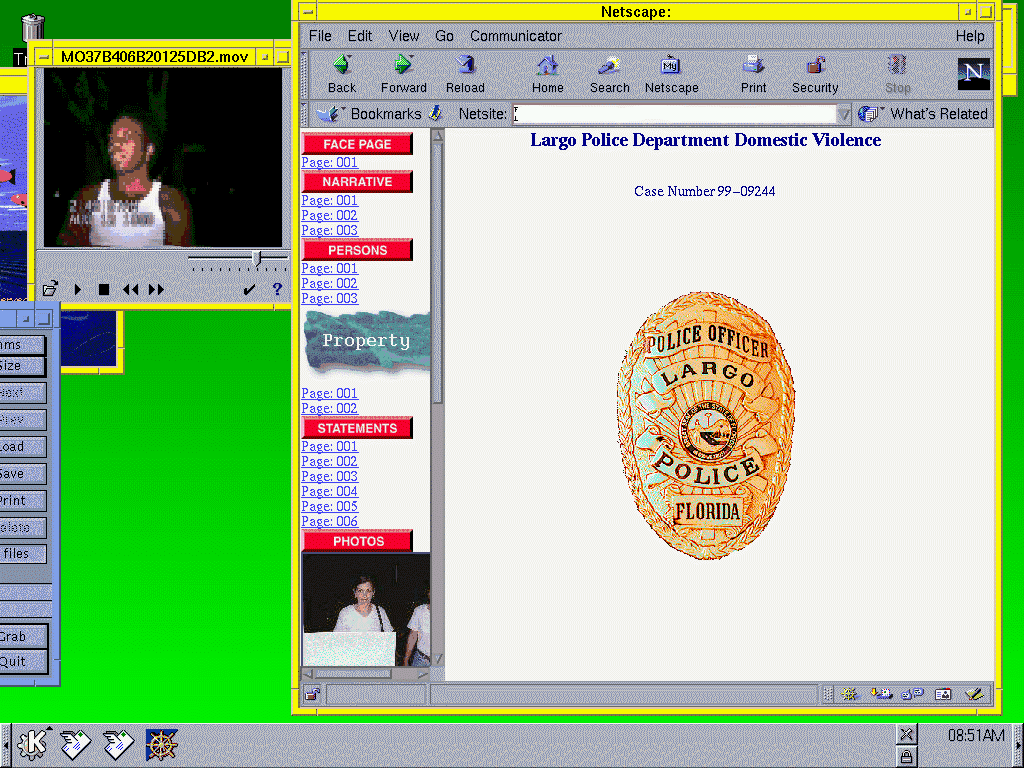 Netscape:
MO37B406B20125DB2.mov
File Edit View Go Communicator Help
Back Forward Reload Home Search Netscape Print Security Stop
My
N
Bookmarks Netsite: What's Related
FACE PAGE
Page: 001
NARRATIVE
Page: 001
Page: 002
Page: 003
PERSONS
Page: 001
Page: 002
Page: 003
Property
Page: 001
Page: 002
STATEMENTS
Page: 001
Page: 002
Page: 003
Page: 004
Page: 005
Page: 006
PHOTOS
Largo Police Department Domestic Violence
Case Number 99-09244
POLICE OFFICER
LARGO
POLICE
FLORIDA
?
ms
Size
Load
Save
Print
files
Grab
Quit
K
08:51AM